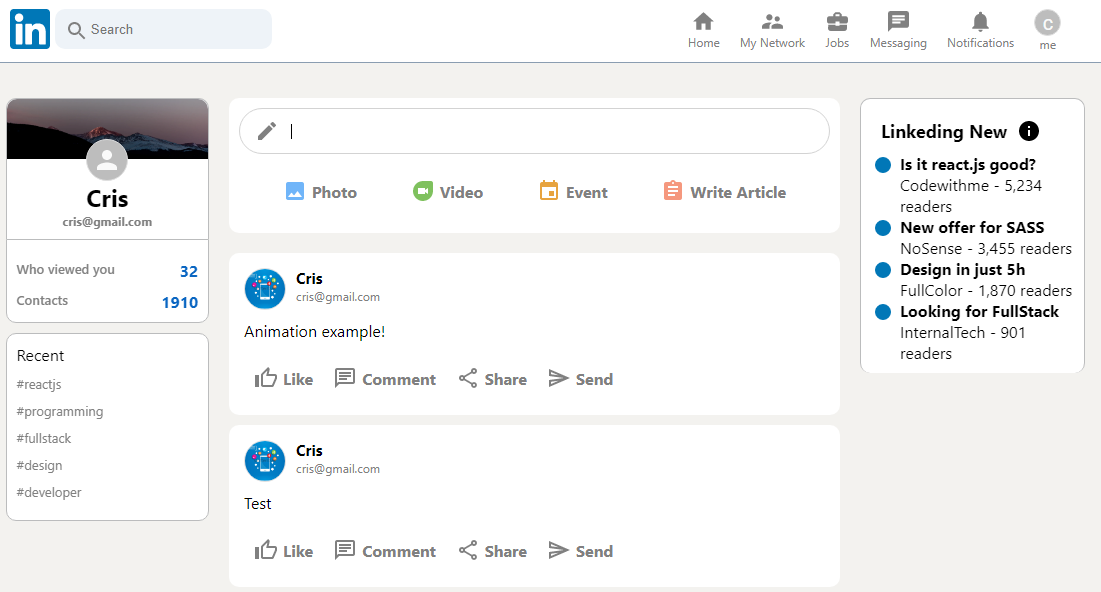 in
Search
Home
My Network
Jobs
Messaging
Notifications
C
me
Cris
cris@gmail.com
Who viewed you 32
Contacts 1910
Recent
#reactjs
#programming
#fullstack
#design
#developer
Photo
Video
Event
Write Article
Cris
cris@gmail.com
Animation example!
Like
Comment
Share
Send
Cris
cris@gmail.com
Test
Like
Comment
Share
Send
Linkeding New
Is it react.js good?
Codewithme - 5,234
readers
New offer for SASS
NoSense - 3,455 readers
Design in just 5h
FullColor - 1,870 readers
Looking for FullStack
InternalTech - 901
readers